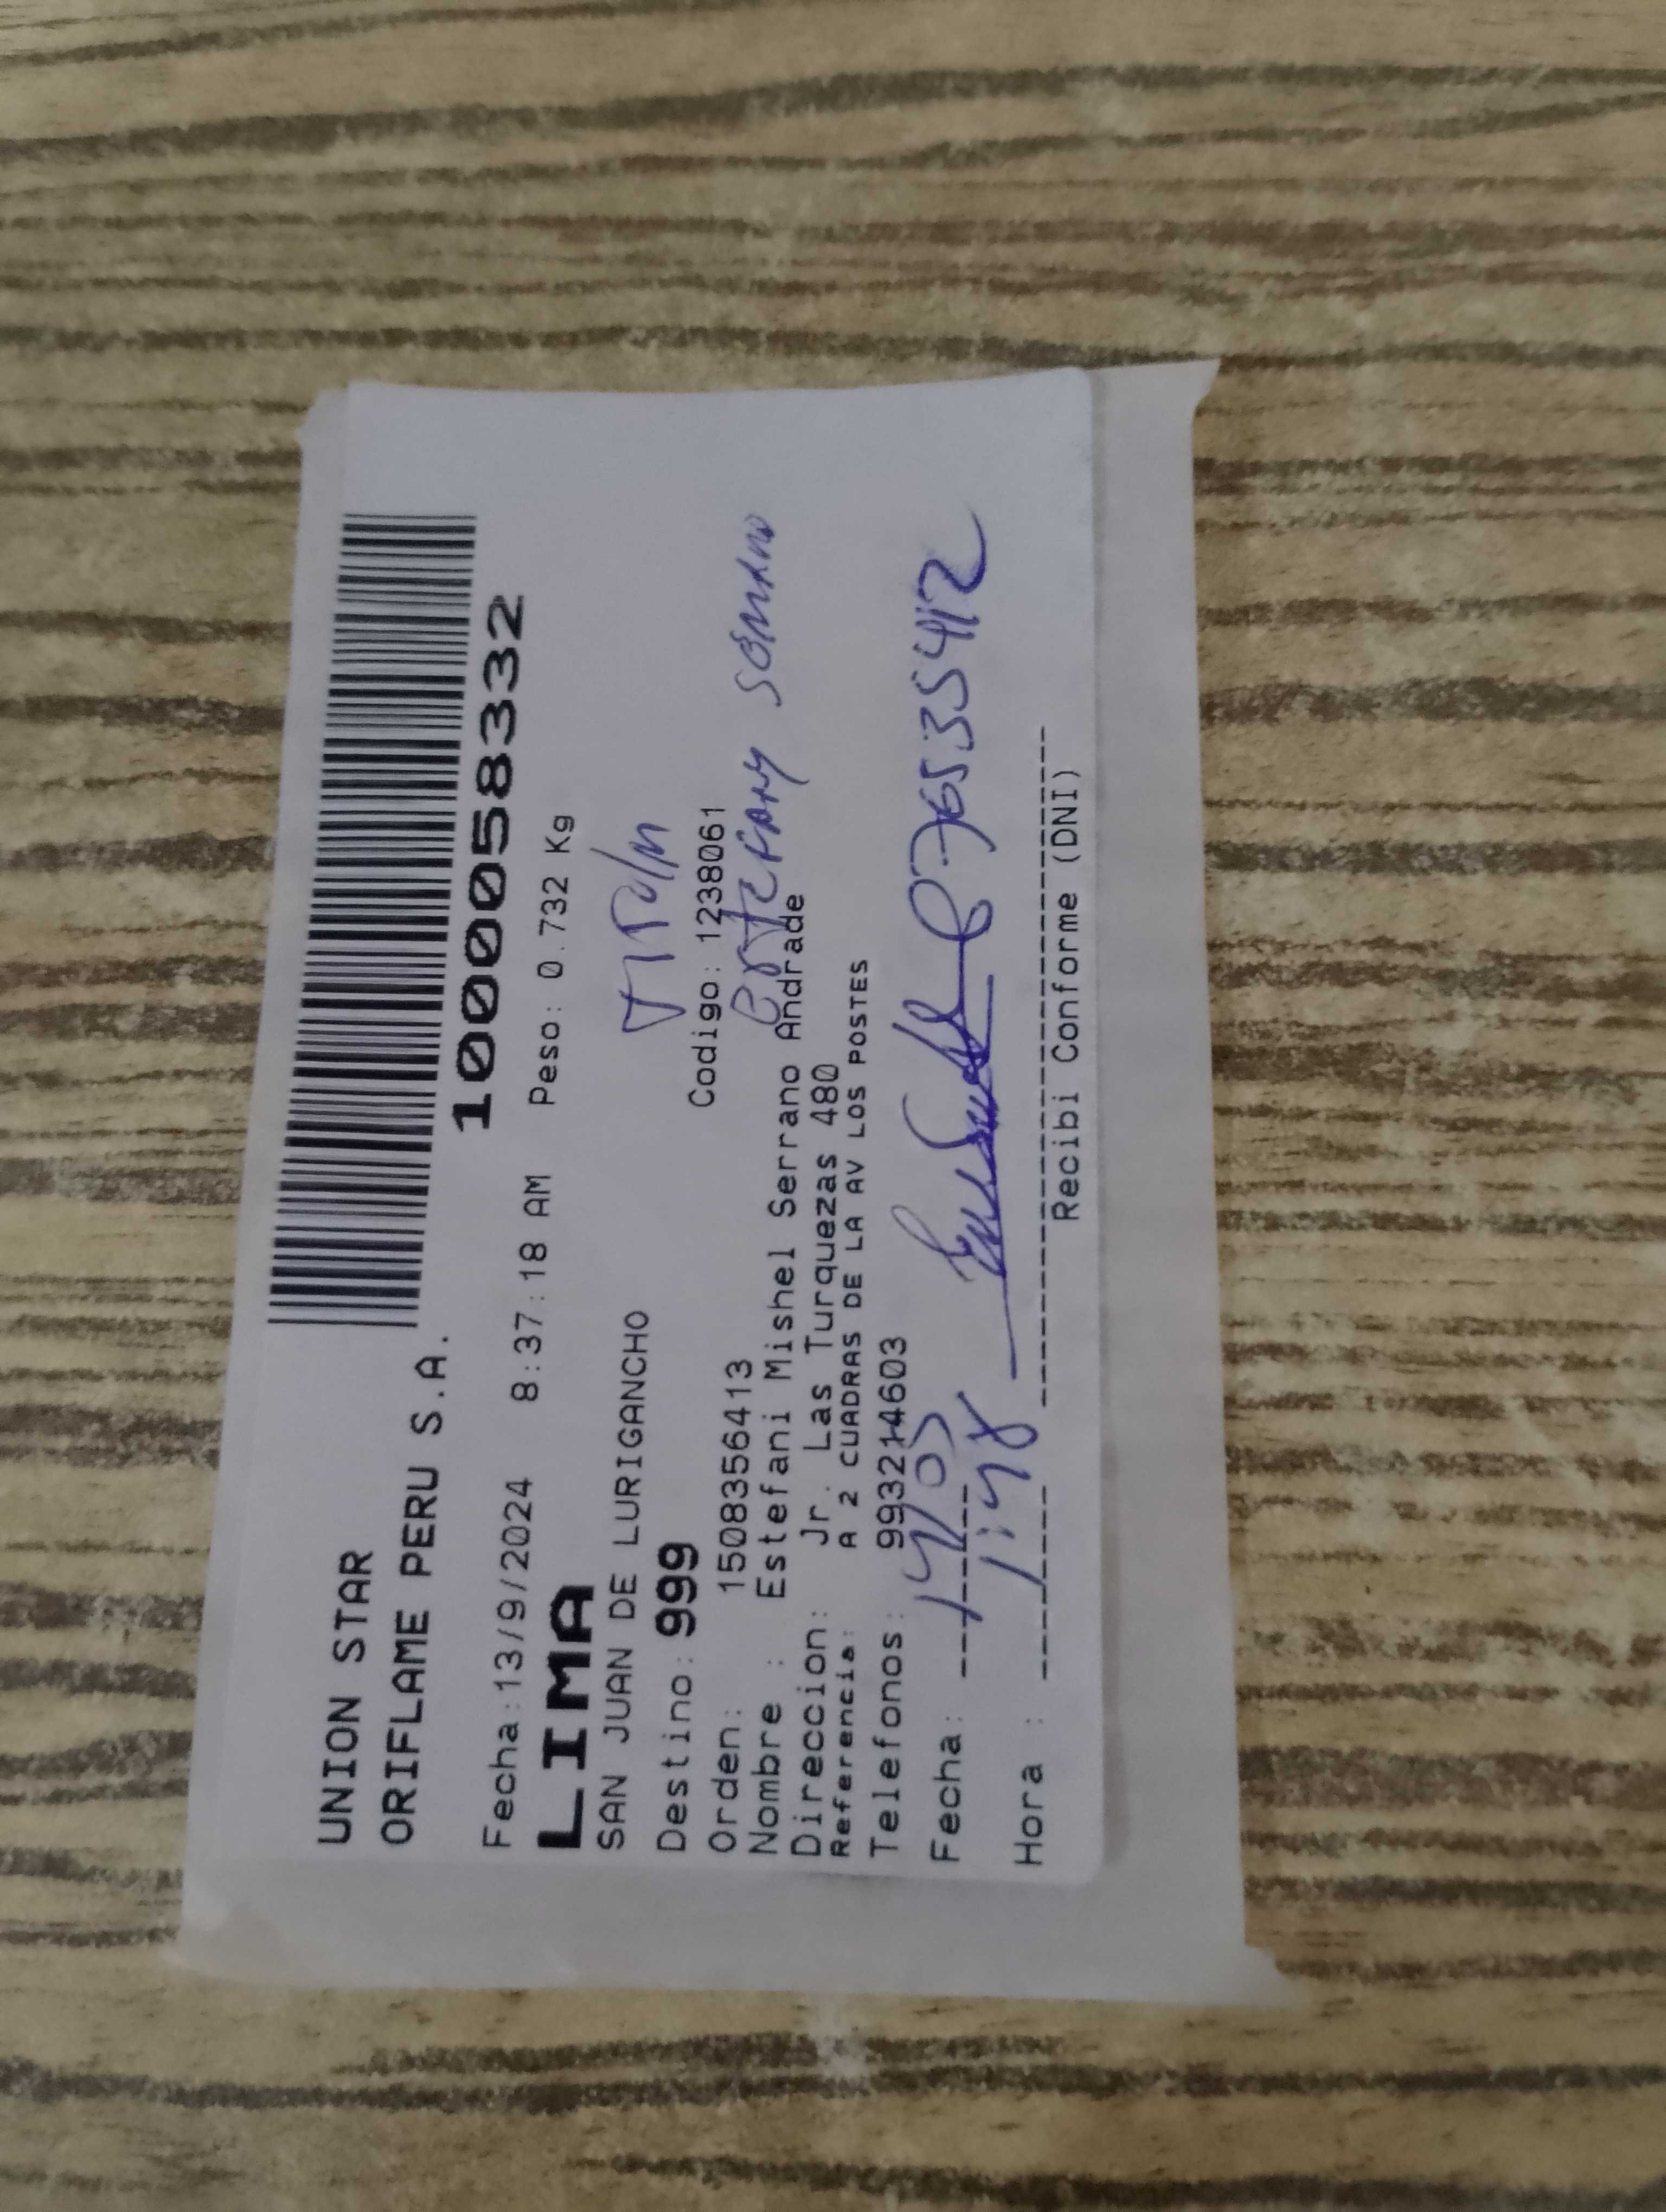 UNION STAR
ORIFLAME PERU S.A.
1000058332
Fecha:13/9/2024 8:37:18 AM Peso: 0.732 Kg
LIMA
SAN JUAN DE LURIGANCHO
Destino: 999
Codigo: 1238061
Orden: 1508356413
Nombre : Estefani Mishel Serrano Andrade
Direccion: Jr. Las Turquezas 480
Referencia: A 2 CUADRAS DE LA AV LOS POSTES
Telefonos: 993214603
Fecha:
Hora : 1:48
Recibi Conforme (DNI)